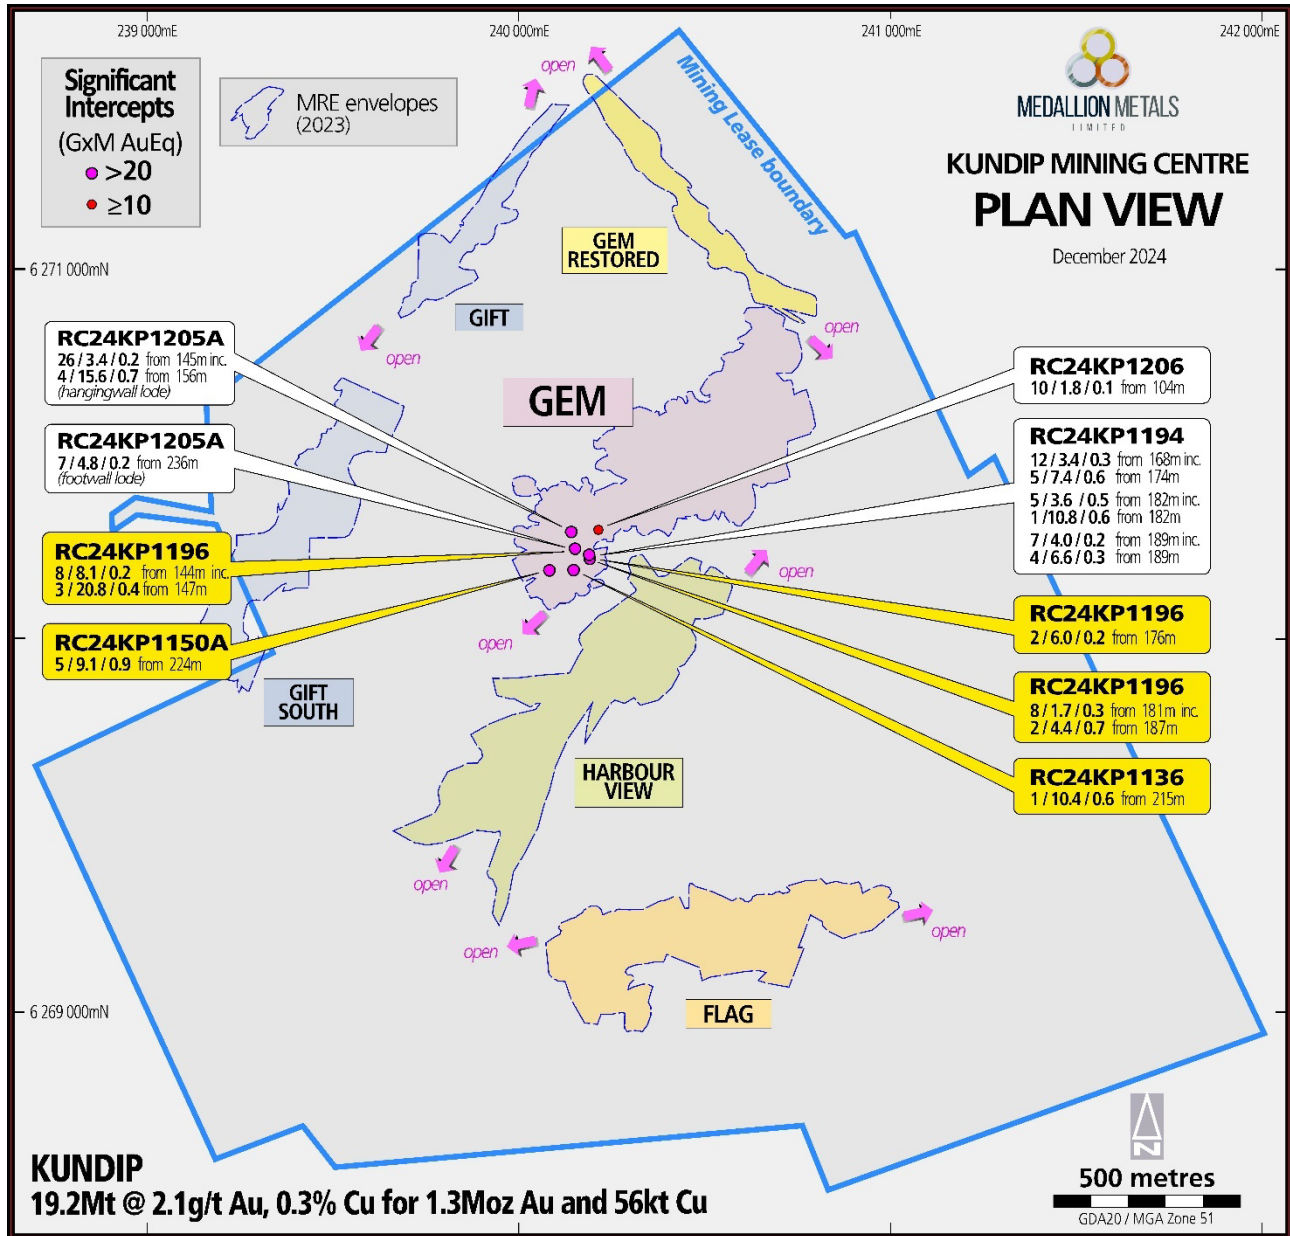 239 000mE
240 000mE
241 000mE
242 000mE
Significant
Intercepts
(GxM AuEq)
>20
≥10
MRE envelopes
(2023)
open
open
Mining Lease boundary
MEDALLION METALS
LIMITED
KUNDIP MINING CENTRE
PLAN VIEW
December 2024
6 271 000mN
GEM
RESTORED
GIFT
open
open
RC24KP1205A
26 / 3.4 / 0.2 from 145m inc.
4 / 15.6 / 0.7 from 156m
(hangingwall lode)
GEM
RC24KP1206
10 / 1.8 / 0.1 from 104m
RC24KP1205A
7 / 4.8 / 0.2 from 236m
(footwall lode)
RC24KP1194
12 / 3.4 / 0.3 from 168m inc.
5 / 7.4 / 0.6 from 174m
5 / 3.6 / 0.5 from 182m inc.
1 / 10.8 / 0.6 from 182m
7 / 4.0 / 0.2 from 189m inc.
4 / 6.6 / 0.3 from 189m
RC24KP1196
8 / 8.1 / 0.2 from 144m inc.
3 / 20.8 / 0.4 from 147m
open
RC24KP1150A
5 / 9.1 / 0.9 from 224m
open
RC24KP1196
2 / 6.0 / 0.2 from 176m
GIFT
SOUTH
RC24KP1196
8 / 1.7 / 0.3 from 181m inc.
2 / 4.4 / 0.7 from 187m
HARBOUR
VIEW
RC24KP1136
1 / 10.4 / 0.6 from 215m
open
open
open
6 269 000mN
FLAG
N
500 metres
GDA20 / MGA Zone 51
KUNDIP
19.2Mt @ 2.1g/t Au, 0.3% Cu for 1.3Moz Au and 56kt Cu